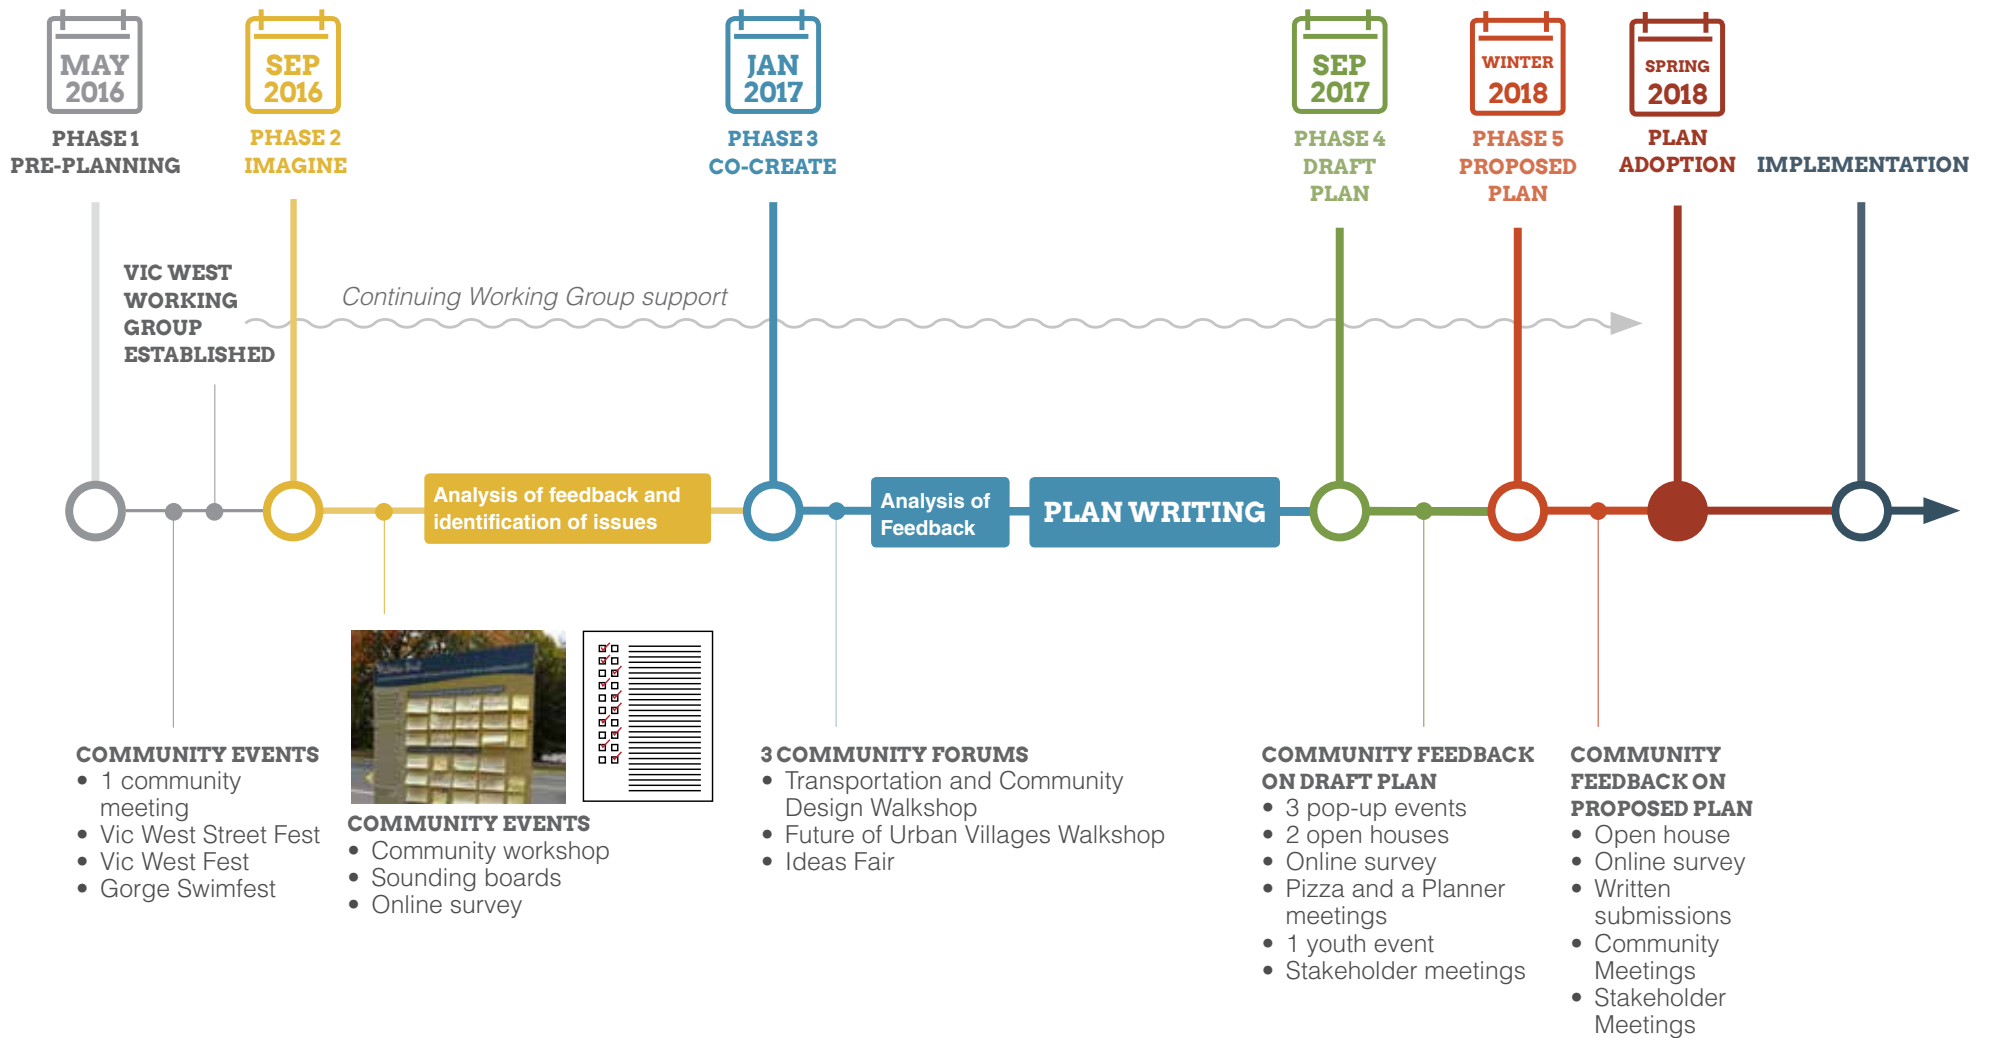 MAY
2016
PHASE 1
PRE-PLANNING
SEP
2016
PHASE 2
IMAGINE
JAN
2017
PHASE 3
CO-CREATE
SEP
2017
PHASE 4
DRAFT
PLAN
WINTER
2018
PHASE 5
PROPOSED
PLAN
SPRING
2018
PLAN
ADOPTION
IMPLEMENTATION
VIC WEST
WORKING
GROUP
ESTABLISHED
Continuing Working Group support
Analysis of feedback and
identification of issues
Analysis of
Feedback
PLAN WRITING
COMMUNITY EVENTS
• 1 community
meeting
• Vic West Street Fest
• Vic West Fest
• Gorge Swimfest
COMMUNITY EVENTS
• Community workshop
• Sounding boards
• Online survey
3 COMMUNITY FORUMS
• Transportation and Community
Design Walkshop
• Future of Urban Villages Walkshop
• Ideas Fair
COMMUNITY FEEDBACK
ON DRAFT PLAN
• 3 pop-up events
• 2 open houses
• Online survey
• Pizza and a Planner
meetings
• 1 youth event
• Stakeholder meetings
COMMUNITY
FEEDBACK ON
PROPOSED PLAN
• Open house
• Online survey
• Written
submissions
• Community
Meetings
• Stakeholder
Meetings